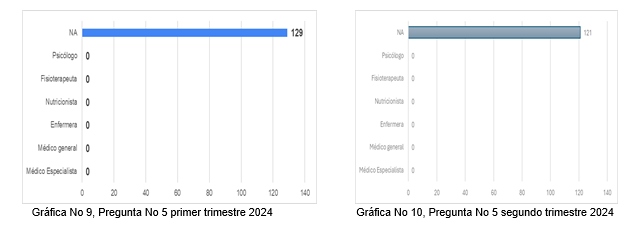 NA 129
Psicólogo 0
Fisioterapeuta 0
Nutricionista 0
Enfermera 0
Médico general 0
Médico Especialista 0
0 20 40 60 80 100 120 140
Gráfica No 9, Pregunta No 5 primer trimestre 2024
NA 121
Psicólogo 0
Fisioterapeuta 0
Nutricionista 0
Enfermera 0
Médico general 0
Médico Especialista 0
0 20 40 60 80 100 120 140
Gráfica No 10, Pregunta No 5 segundo trimestre 2024